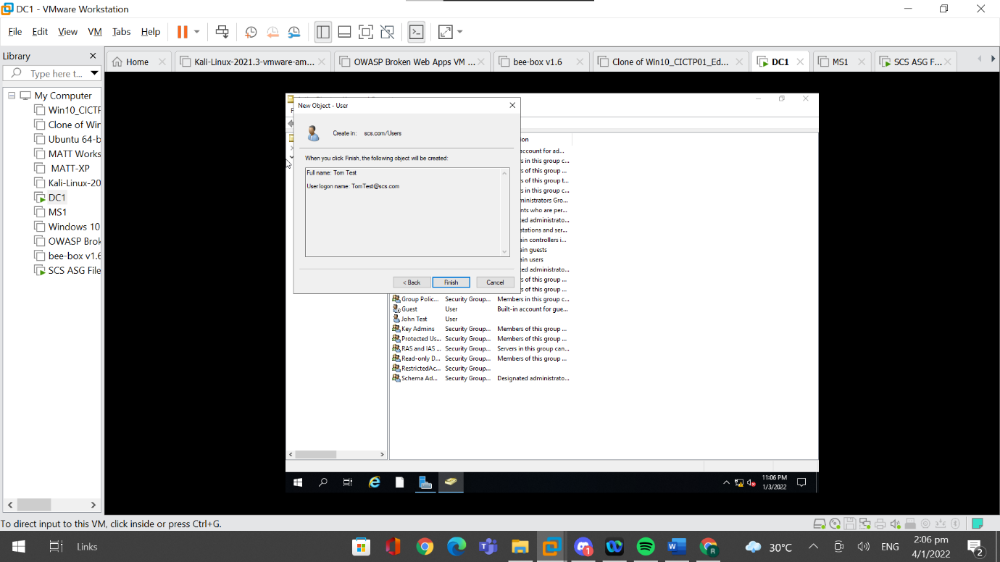 DC1 - VMware Workstation
File Edit View VM Tabs Help
Library
Type here t...
Home
Kali-Linux-2021.3-vmware-am...
OWASP Broken Web Apps VM ...
bee-box v1.6
Clone of Win10_CICTP01_Ed...
DC1
MS1
SCS ASG F...
My Computer
Win10_CICTF
Clone of Wir
Ubuntu 64-b
MATT Works
MATT-XP
Kali-Linux-20
DC1
MS1
Windows 10
OWASP Brok
bee-box v1.6
SCS ASG File
New Object - User
Create in: scs.com/Users
When you click Finish, the following object will be created:
Full name: Tom Test
User logon name: TomTest@scs.com
< Back Finish Cancel
ion
account for ad...
s in this group c...
s of this group ...
s of this group t...
s in this group c...
ministrators Gro...
nts who are per...
ted administrato...
stations and ser...
ain controllers i...
ain guests
ain users
ted administrato...
s of this group ...
s of this group ...
Group Polic... Security Group... Members in this group c...
Guest User Built-in account for gue...
John Test User
Key Admins Security Group... Members of this group ...
Protected Us... Security Group... Members of this group ...
RAS and IAS ... Security Group... Servers in this group can...
Read-only D... Security Group... Members of this group ...
RestrictedAc... Security Group...
Schema Ad... Security Group... Designated administrato...
11:06 PM
1/3/2022
To direct input to this VM, click inside or press Ctrl+G.
Links
30°C
ENG
2:06 pm
4/1/2022
2